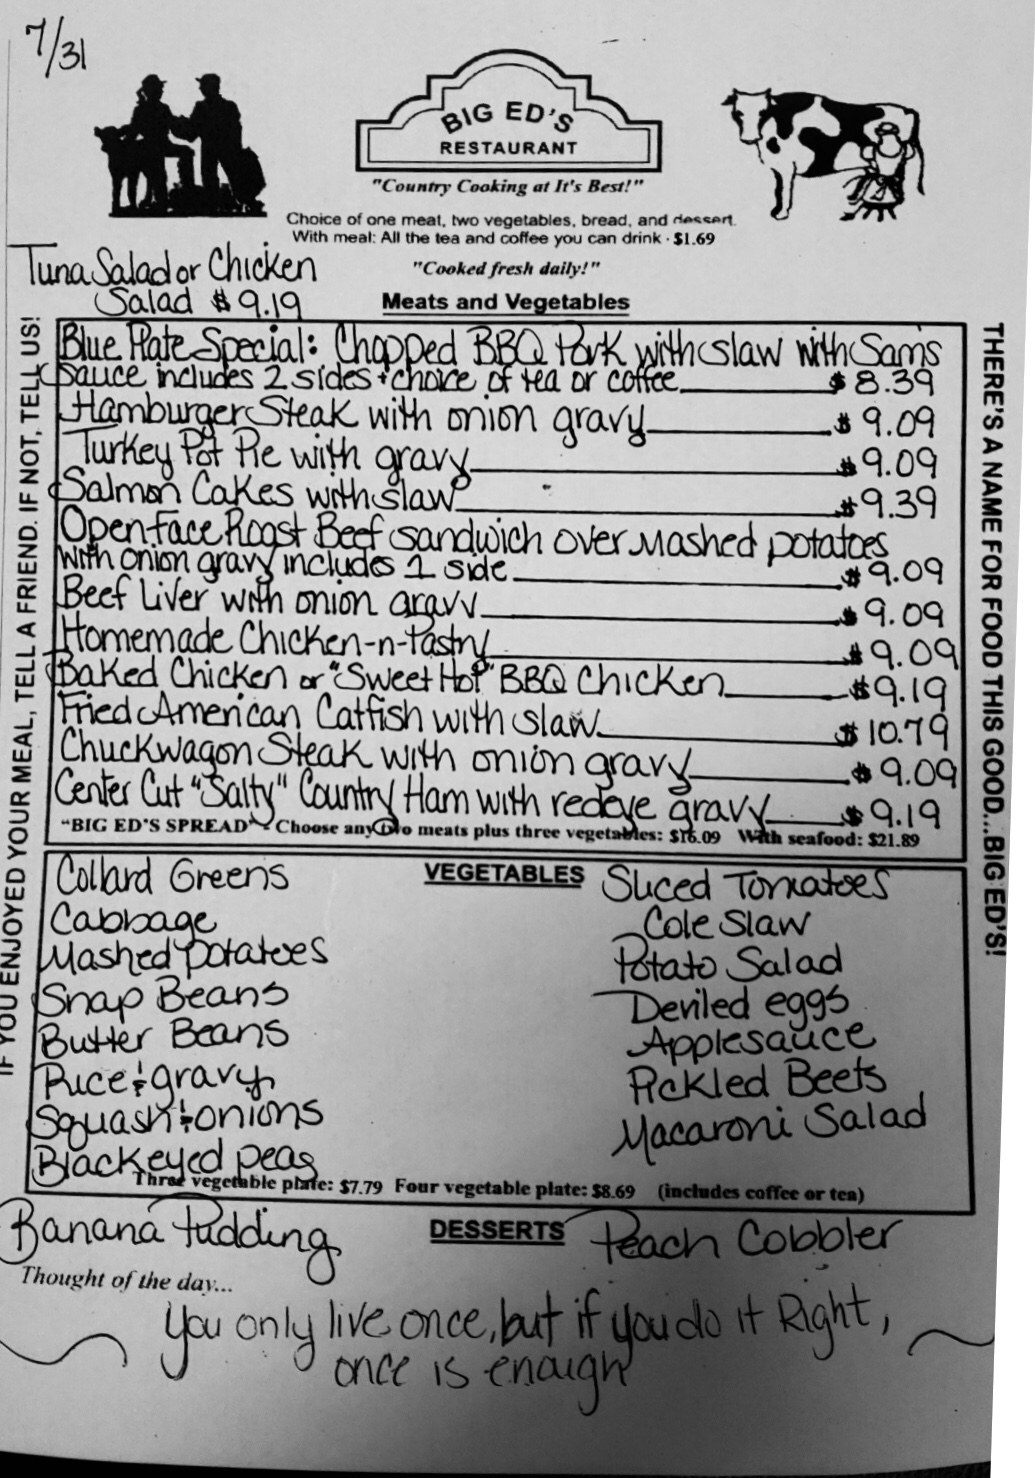 7/31
BIG ED'S
RESTAURANT
"Country Cooking at It's Best!"
Choice of one meat, two vegetables, bread, and dessert.
With meal: All the tea and coffee you can drink - $1.69
"Cooked fresh daily!"
Tuna Salad or Chicken
Salad $9.19
Meats and Vegetables
Blue Plate Special: Chopped BBQ Pork with slaw with Sams
Sauce includes 2 sides + choice of tea or coffee $8.39
Hamburger Steak with onion gravy $9.09
Turkey Pot Pie with gravy $9.09
Salmon Cakes with slaw $9.39
Open Face Roast Beef sandwich over Mashed potatoes
with onion gravy includes 1 side $9.09
Beef Liver with onion gravy $9.09
Homemade Chicken-n-Pastry $9.09
Baked Chicken or "Sweet Hot" BBQ Chicken $9.19
Fried American Catfish with slaw $10.79
Chuckwagon Steak with onion gravy $9.09
Center Cut "Salty" Country Ham with redeye gravy $9.19
"BIG ED'S SPREAD" - Choose any two meats plus three vegetables: $16.09 With seafood: $21.89
VEGETABLES
Collard Greens
Cabbage
Mashed potatoes
Snap Beans
Butter Beans
Rice & gravy
Squash & onions
Blackeyed peas
Sliced Tomatoes
Cole Slaw
Potato Salad
Deviled eggs
Applesauce
Pickled Beets
Macaroni Salad
Three vegetable plate: $7.79 Four vegetable plate: $8.69 (includes coffee or tea)
DESSERTS
Banana Pudding
Peach Cobbler
Thought of the day...
You only live once, but if you do it Right,
once is enough
IF YOU ENJOYED YOUR MEAL, TELL A FRIEND. IF NOT, TELL US!
THERE'S A NAME FOR FOOD THIS GOOD...BIG ED'S!